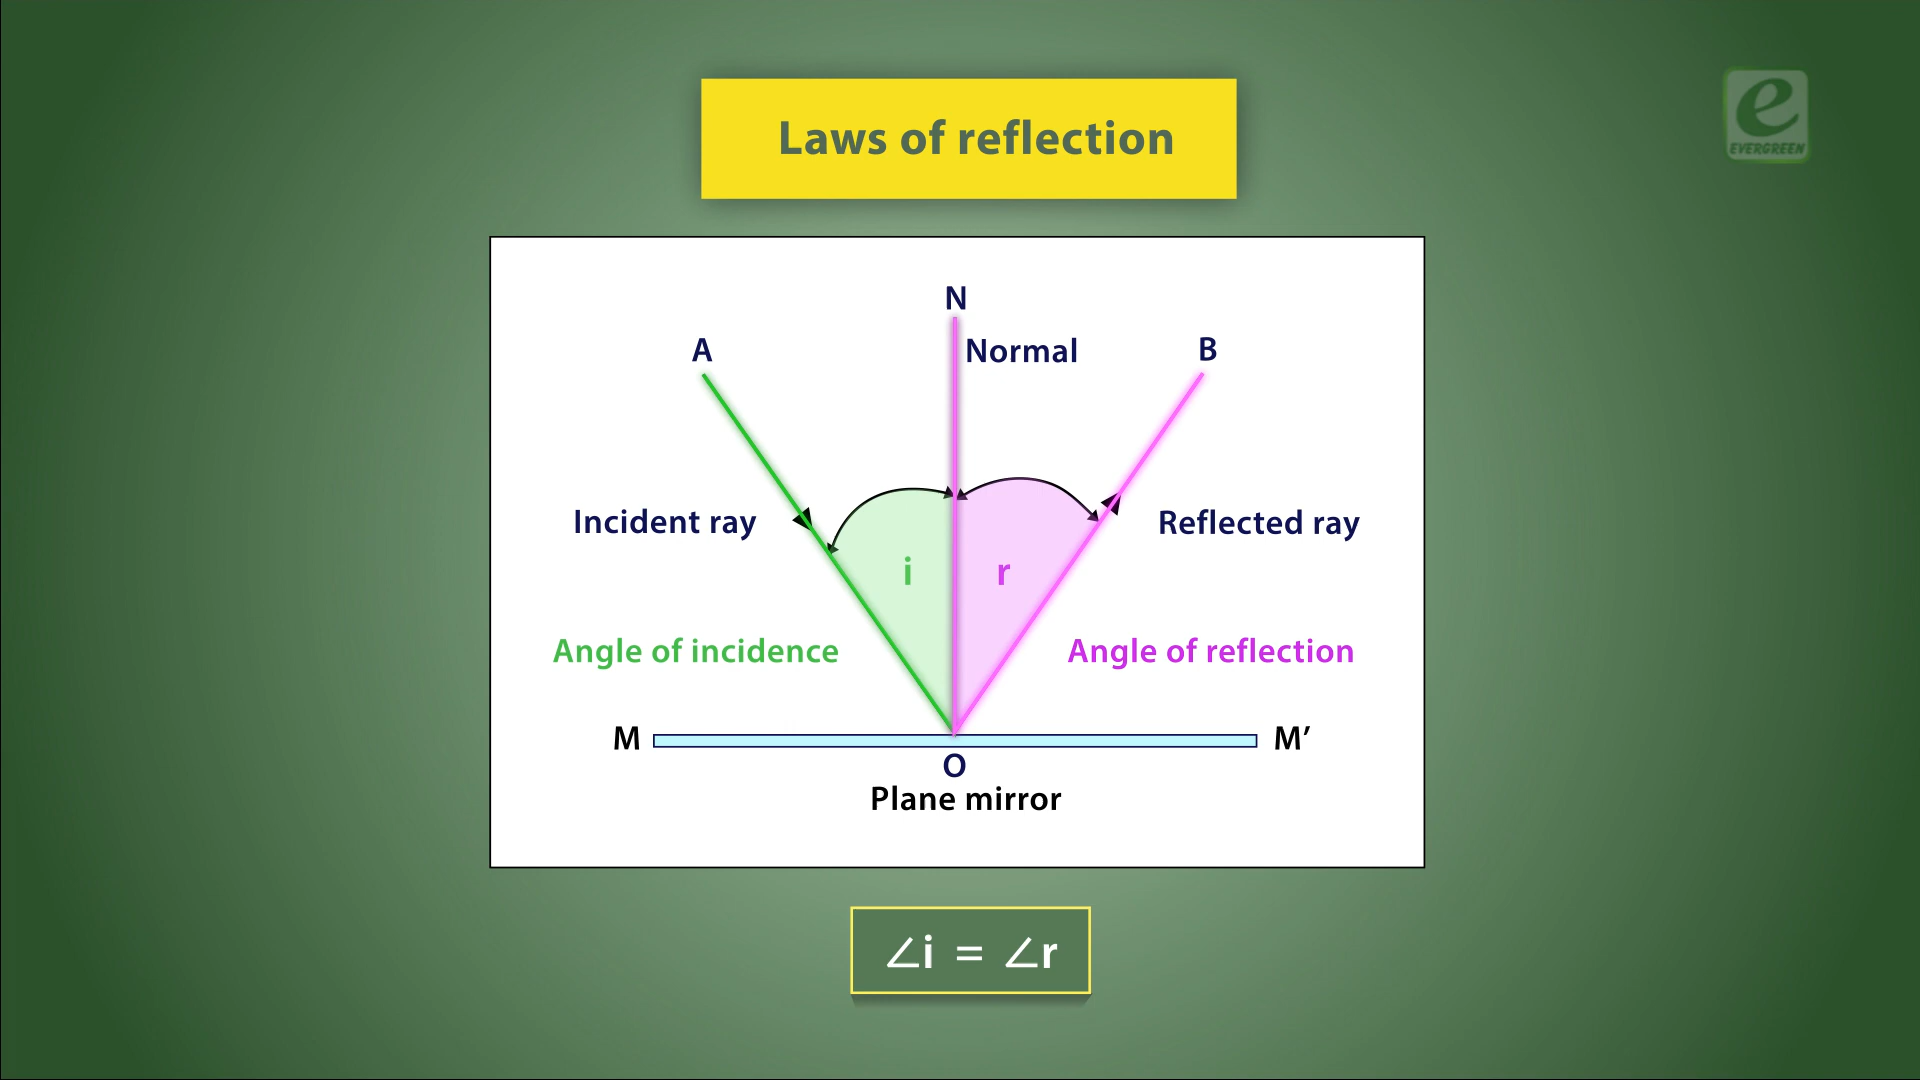 Laws of reflection
e
EVERGREEN
N
A
Normal
B
Incident ray
Reflected ray
i
r
Angle of incidence
Angle of reflection
M
M′
O
Plane mirror
∠i = ∠r